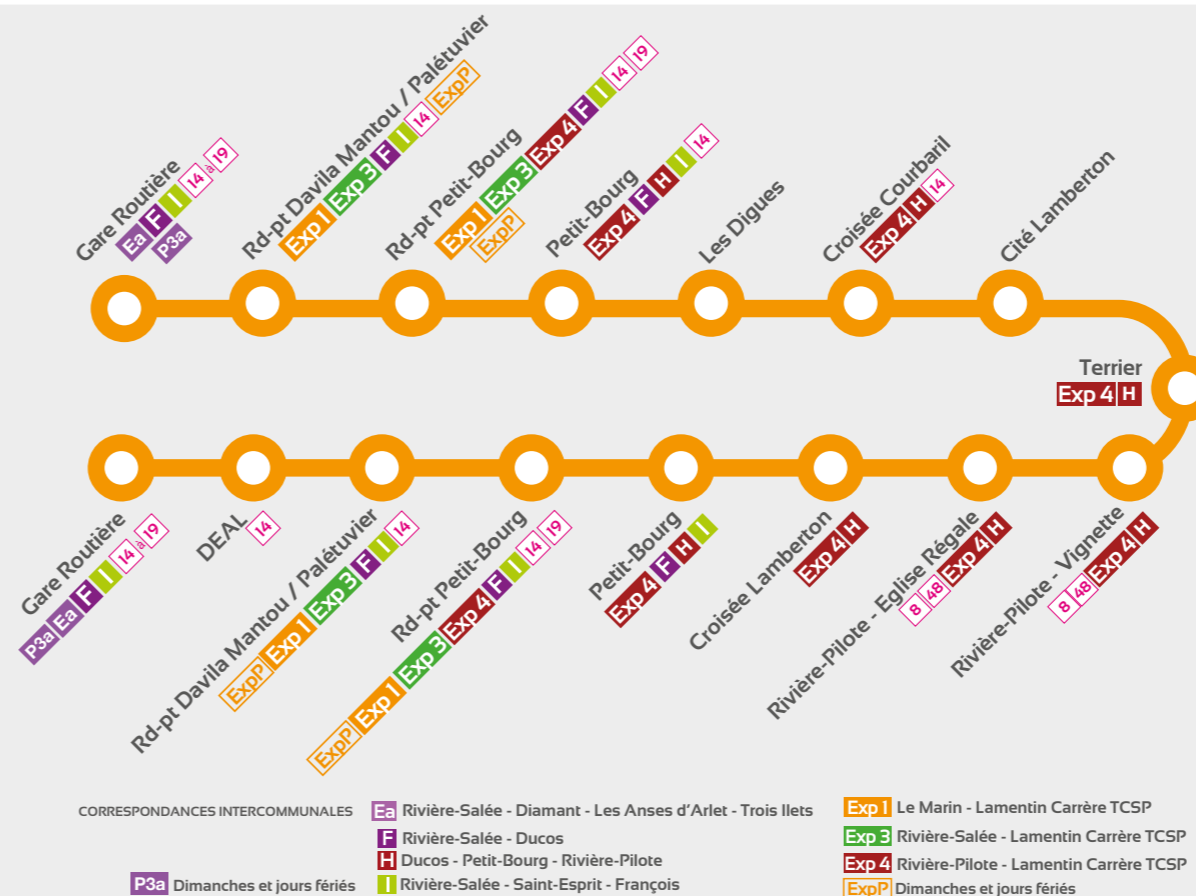 Gare Routière
Ea F I 14 à 19
P3a
Rd-pt Davila Mantou / Palétuvier
Exp 1 Exp 3 F I 14 ExpP
Rd-pt Petit-Bourg
Exp 1 Exp 3 Exp 4 F I 14 19
ExpP
Petit-Bourg
Exp 4 F H I 14
Les Digues
Croisée Courbaril
Exp 4 H 14
Cité Lamberton
Terrier
Exp 4 H
Gare Routière
P3a Ea F I 14 à 19
DEAL
14
Rd-pt Davila Mantou / Palétuvier
ExpP Exp 1 Exp 3 F I 14
Rd-pt Petit-Bourg
ExpP Exp 1 Exp 3 Exp 4 F I 14 19
Petit-Bourg
Exp 4 F H I
Croisée Lamberton
Exp 4 H
Rivière-Pilote - Eglise Régale
8 48 Exp 4 H
Rivière-Pilote - Vignette
8 48 Exp 4 H
CORRESPONDANCES INTERCOMMUNALES
Ea Rivière-Salée - Diamant - Les Anses d'Arlet - Trois Ilets
F Rivière-Salée - Ducos
H Ducos - Petit-Bourg - Rivière-Pilote
P3a Dimanches et jours fériés
I Rivière-Salée - Saint-Esprit - François
Exp 1 Le Marin - Lamentin Carrère TCSP
Exp 3 Rivière-Salée - Lamentin Carrère TCSP
Exp 4 Rivière-Pilote - Lamentin Carrère TCSP
ExpP Dimanches et jours fériés